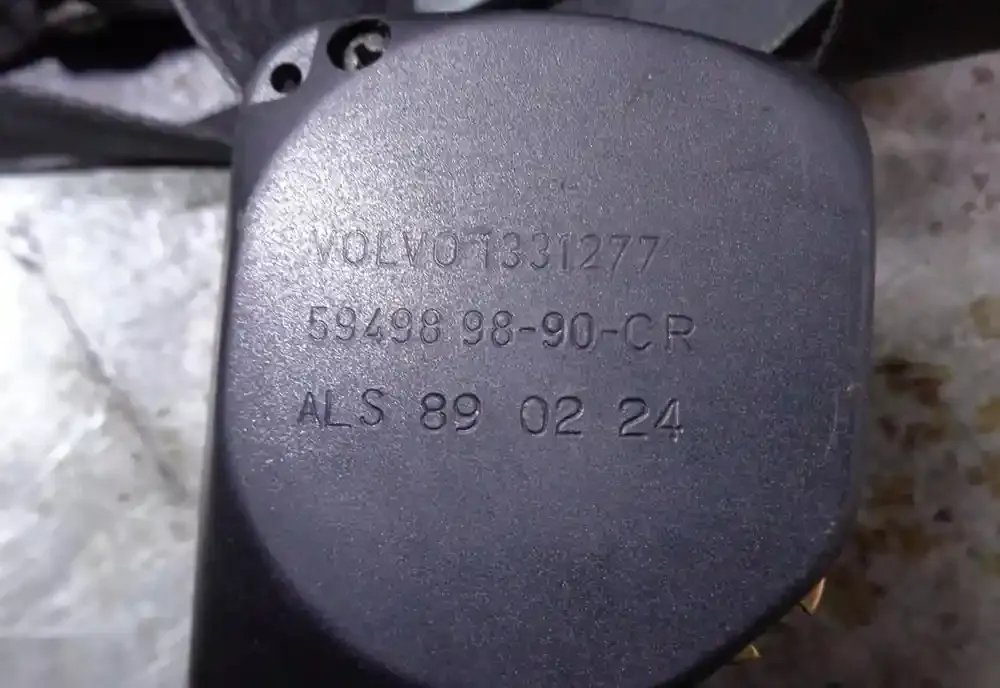 VOLVO 1331277
59498 98-90-CR
ALS 89 02 24